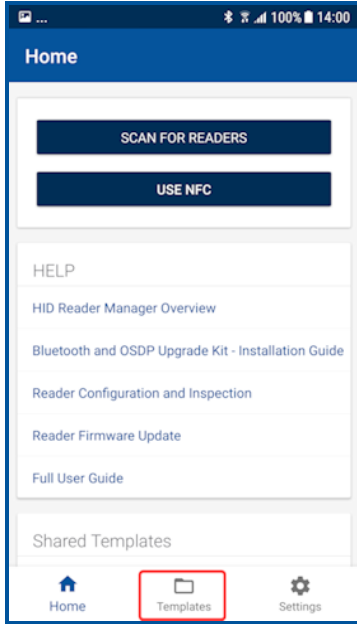 ... 100% 14:00
Home
SCAN FOR READERS
USE NFC
HELP
HID Reader Manager Overview
Bluetooth and OSDP Upgrade Kit - Installation Guide
Reader Configuration and Inspection
Reader Firmware Update
Full User Guide
Shared Templates
Home Templates Settings